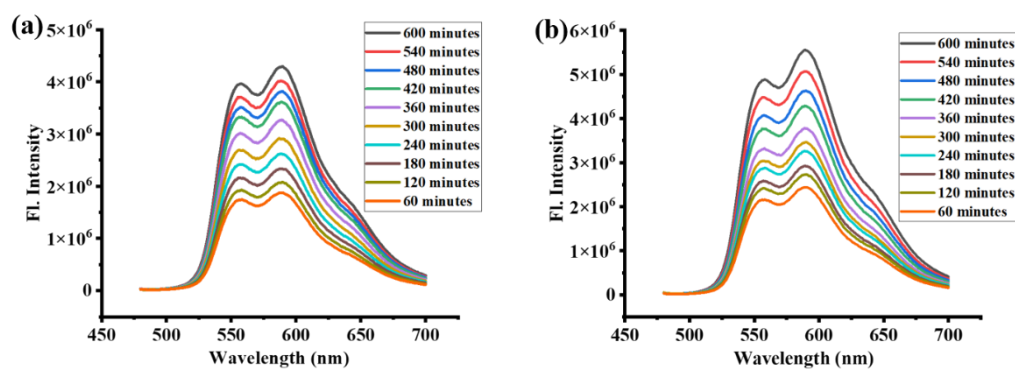 (a)
5×10⁶
4×10⁶
3×10⁶
2×10⁶
1×10⁶
0
Fl. Intensity
450 500 550 600 650 700
Wavelength (nm)
600 minutes
540 minutes
480 minutes
420 minutes
360 minutes
300 minutes
240 minutes
180 minutes
120 minutes
60 minutes
(b)
6×10⁶
5×10⁶
4×10⁶
3×10⁶
2×10⁶
1×10⁶
0
Fl. Intensity
450 500 550 600 650 700
Wavelength (nm)
600 minutes
540 minutes
480 minutes
420 minutes
360 minutes
300 minutes
240 minutes
180 minutes
120 minutes
60 minutes